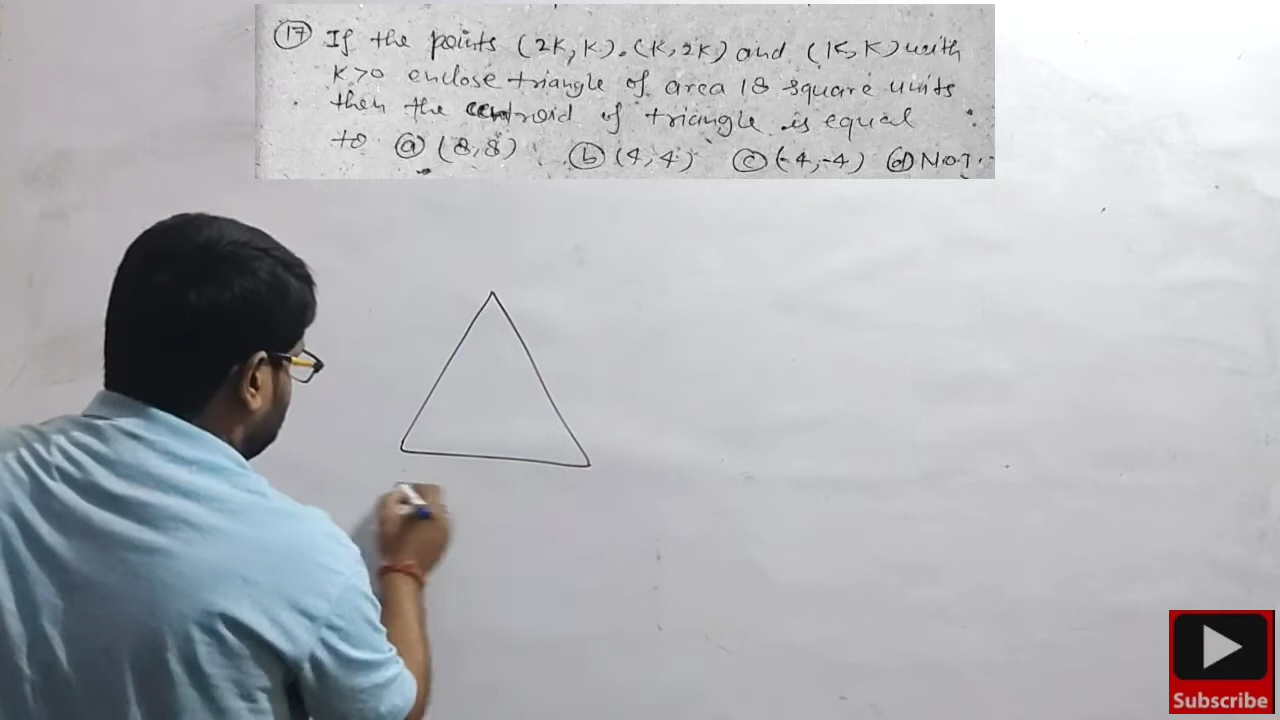 17 If the points (2K, K), (K, 2K) and (K, K) with
K>0 enclose triangle of area 18 square units
then the centroid of triangle is equal
to (a) (8, 8) (b) (4, 4) (c) (-4, -4) (d) N.O.T.
Subscribe